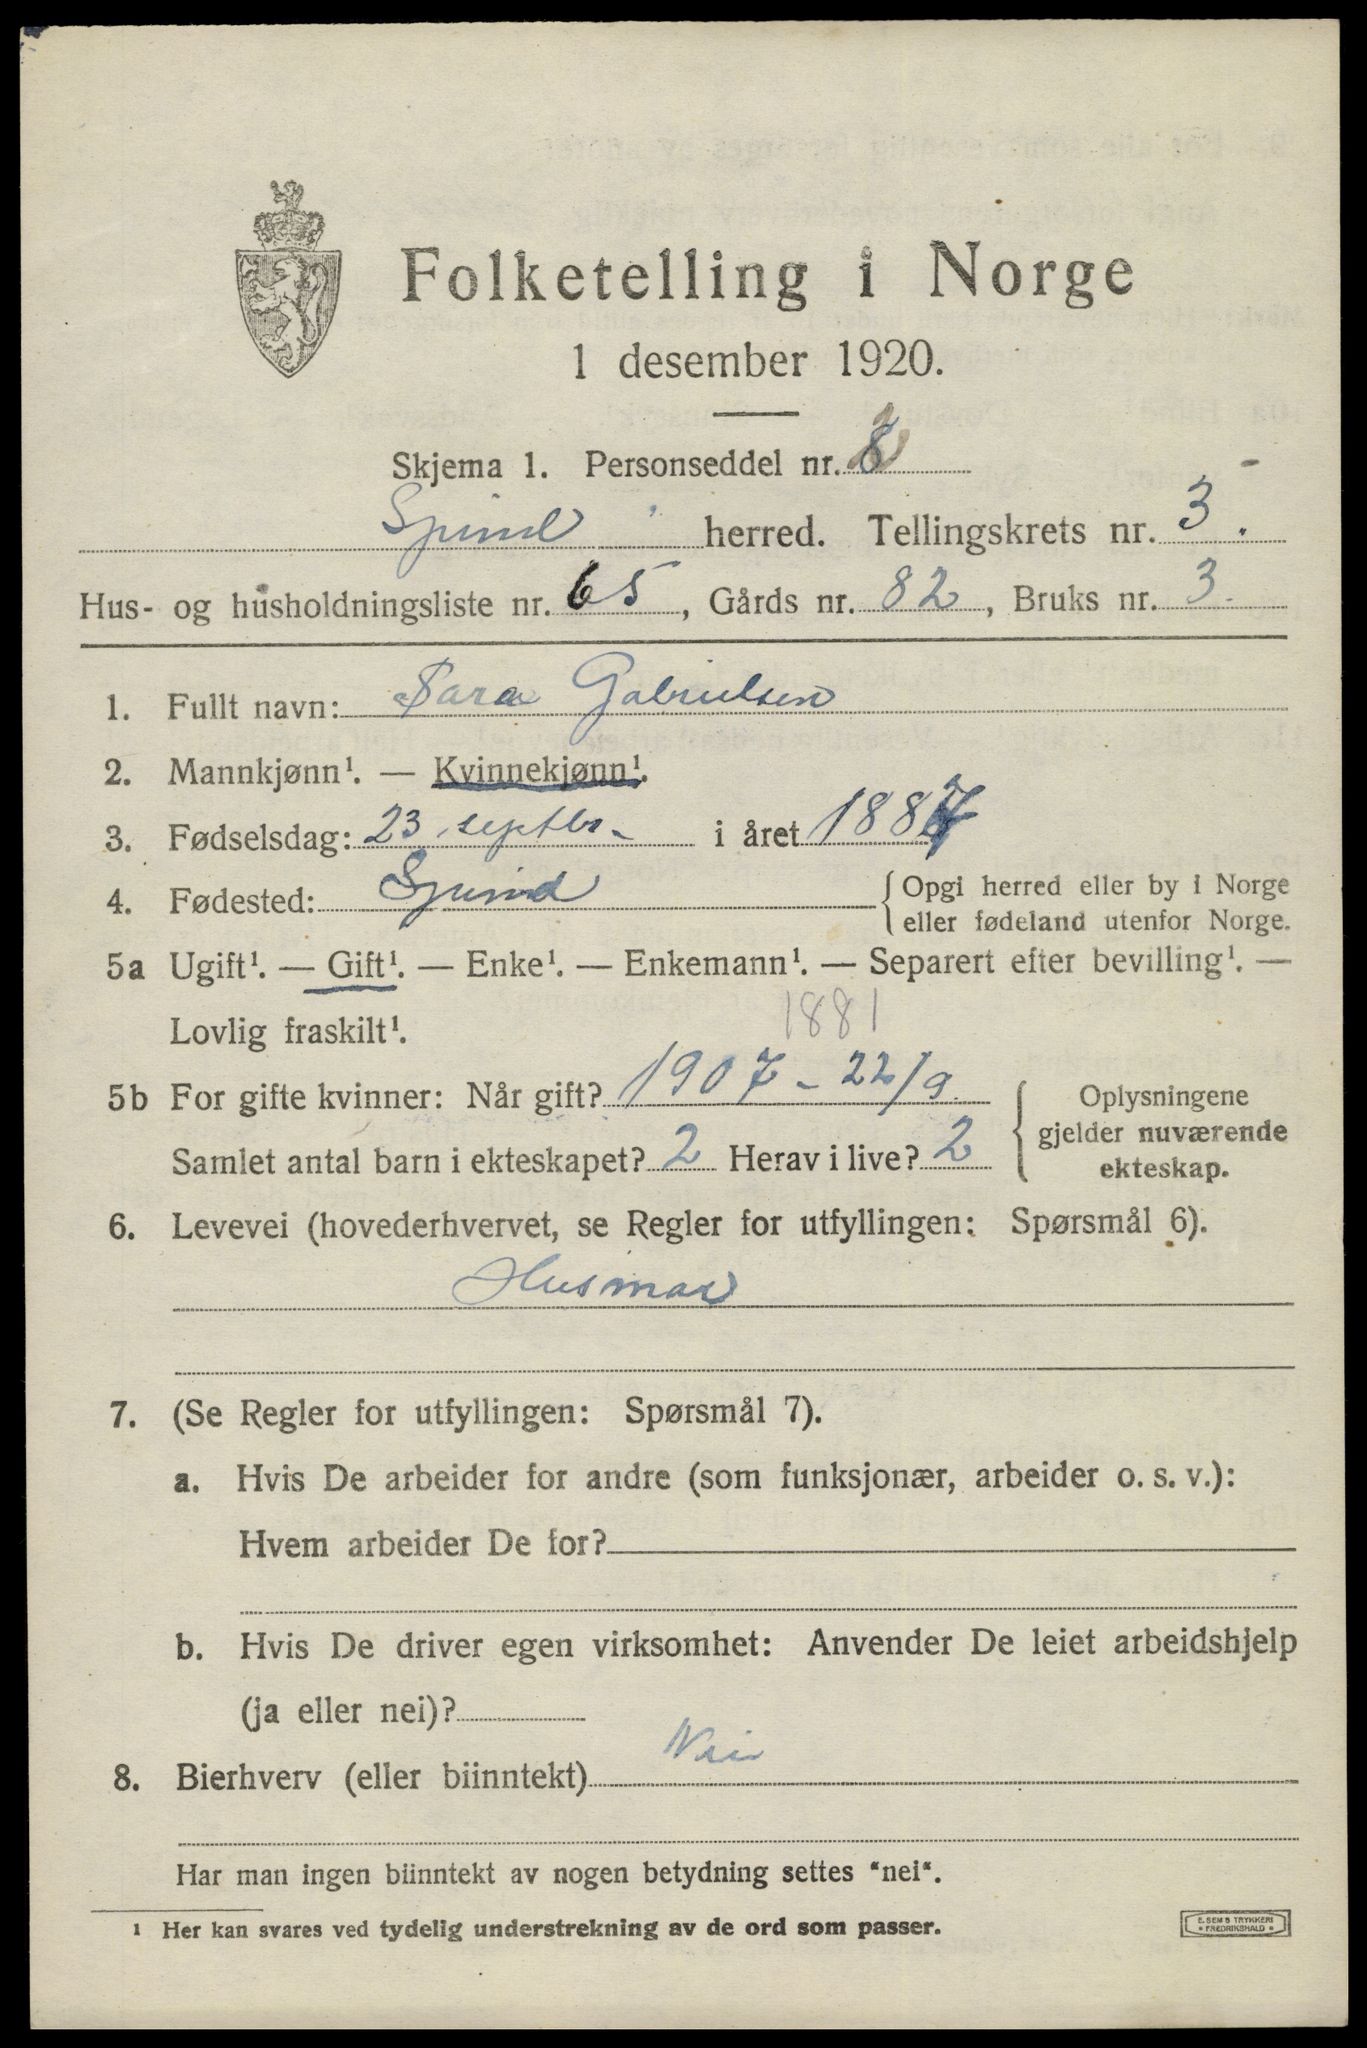 Folketelling i Norge
1 desember 1920.
Skjema 1. Personseddel nr. 8
Spind herred. Tellingskrets nr. 3.
Hus- og husholdningsliste nr. 65, Gårds nr. 82, Bruks nr. 3.
1. Fullt navn: Sara Gabrielsen
2. Mannkjønn¹. — Kvinnekjønn¹.
3. Fødselsdag: 23 septbr. i året 1887
4. Fødested: Spind { Opgi herred eller by i Norge
eller fødeland utenfor Norge.
5a Ugift¹. — Gift¹. — Enke¹. — Enkemann¹. — Separert efter bevilling¹. —
Lovlig fraskilt¹. 1881
5b For gifte kvinner: Når gift? 1907 - 22/9 { Oplysningene
gjelder nuværende
ekteskap.
Samlet antal barn i ekteskapet? 2 Herav i live? 2
6. Levevei (hovederhvervet, se Regler for utfyllingen: Spørsmål 6).
Husmor
7. (Se Regler for utfyllingen: Spørsmål 7).
a. Hvis De arbeider for andre (som funksjonær, arbeider o. s. v.):
Hvem arbeider De for?
b. Hvis De driver egen virksomhet: Anvender De leiet arbeidshjelp
(ja eller nei)?
8. Bierhverv (eller biinntekt) Nei
Har man ingen biinntekt av nogen betydning settes "nei".
¹ Her kan svares ved tydelig understrekning av de ord som passer.
E. SEM'S TRYKKERI
FREDRIKSHALD